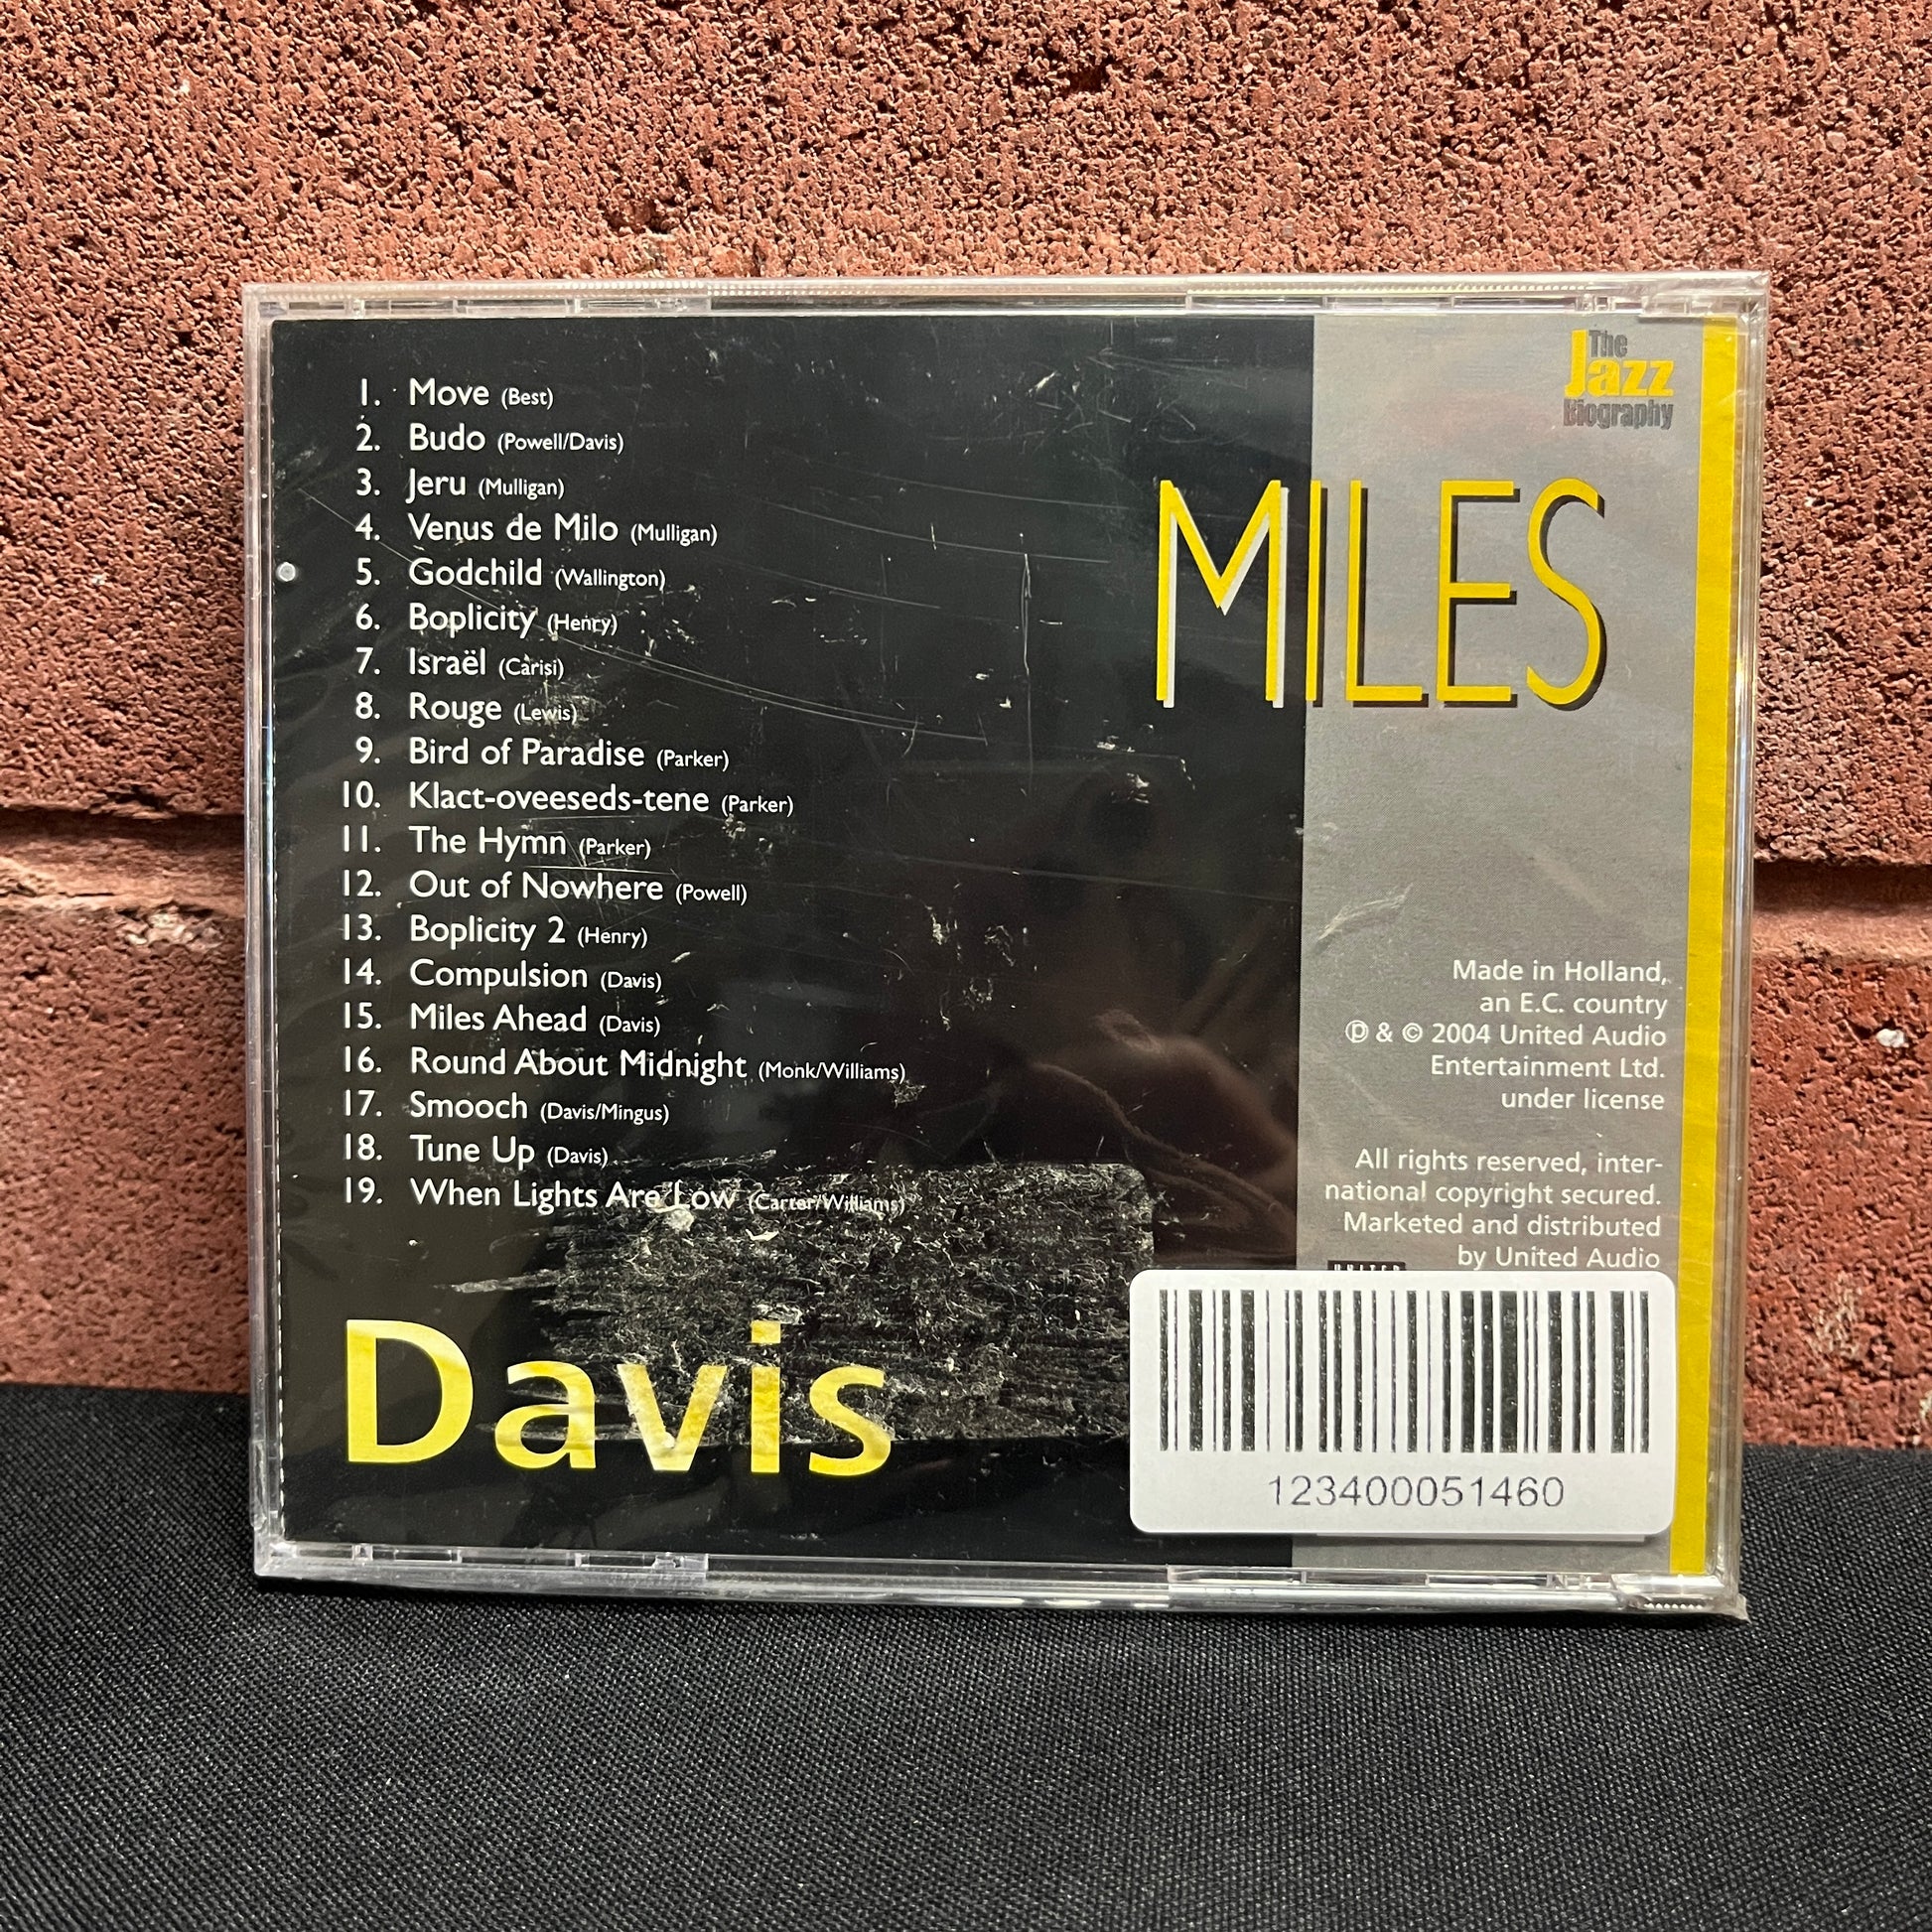 1. Move (Best)
2. Budo (Powell/Davis)
3. Jeru (Mulligan)
4. Venus de Milo (Mulligan)
5. Godchild (Wallington)
6. Boplicity (Henry)
7. Israël (Carisi)
8. Rouge (Lewis)
9. Bird of Paradise (Parker)
10. Klact-oveeseds-tene (Parker)
11. The Hymn (Parker)
12. Out of Nowhere (Powell)
13. Boplicity 2 (Henry)
14. Compulsion (Davis)
15. Miles Ahead (Davis)
16. Round About Midnight (Monk/Williams)
17. Smooch (Davis/Mingus)
18. Tune Up (Davis)
19. When Lights Are Low (Carter/Williams)
The
Jazz
Biography
MILES
Davis
Made in Holland,
an E.C. country
℗ & © 2004 United Audio
Entertainment Ltd.
under license
All rights reserved, inter-
national copyright secured.
Marketed and distributed
by United Audio
UNITED
123400051460